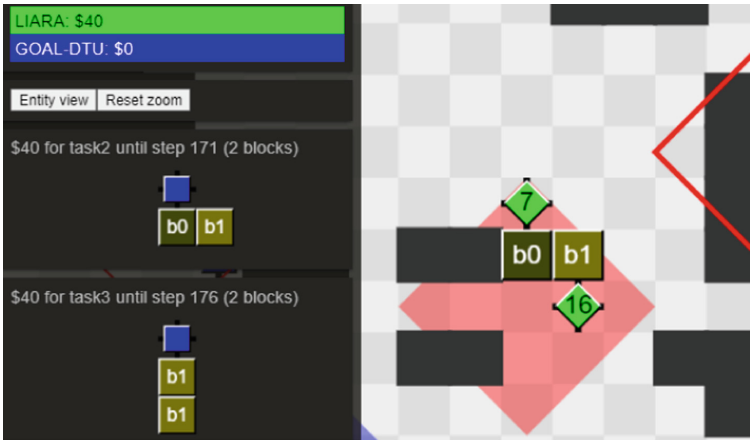 LIARA: $40
GOAL-DTU: $0
Entity view Reset zoom
$40 for task2 until step 171 (2 blocks)
b0 b1
$40 for task3 until step 176 (2 blocks)
b1
b1
7
b0 b1
16